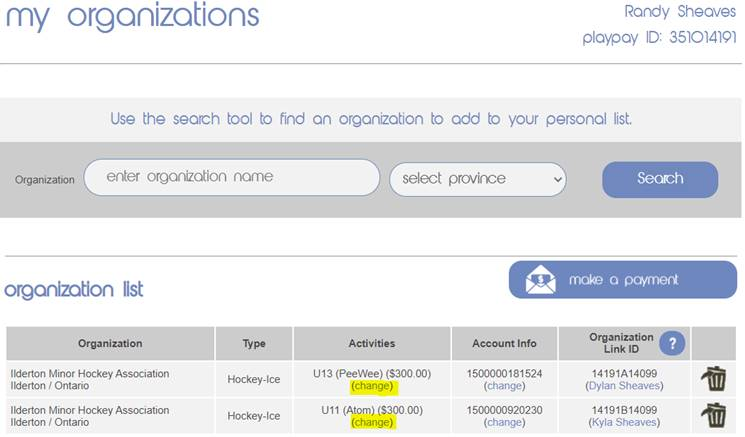 my organizations
Randy Sheaves
playpay ID: 351014191
Use the search tool to find an organization to add to your personal list.
Organization
enter organization name
select province
Search
organization list
$
make a payment
Organization
Type
Activities
Account Info
Organization
Link ID
?
Ilderton Minor Hockey Association
Ilderton / Ontario
Hockey-Ice
U13 (PeeWee) ($300.00)
(change)
1500000181524
(change)
14191A14099
(Dylan Sheaves)
Ilderton Minor Hockey Association
Ilderton / Ontario
Hockey-Ice
U11 (Atom) ($300.00)
(change)
1500000920230
(change)
14191B14099
(Kyla Sheaves)